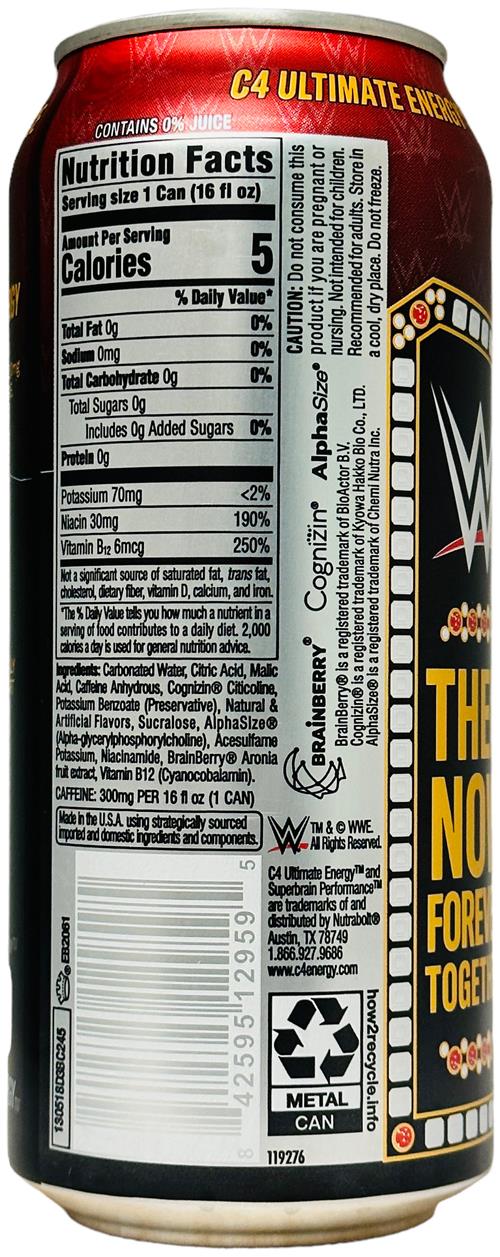 C4 ULTIMATE ENERGY
CONTAINS 0% JUICE
Nutrition Facts
Serving size 1 Can (16 fl oz)
Amount Per Serving
Calories 5
% Daily Value*
Total Fat 0g 0%
Sodium 0mg 0%
Total Carbohydrate 0g 0%
Total Sugars 0g
Includes 0g Added Sugars 0%
Protein 0g
Potassium 70mg <2%
Niacin 30mg 190%
Vitamin B12 6mcg 250%
Not a significant source of saturated fat, trans fat,
cholesterol, dietary fiber, vitamin D, calcium, and iron.
*The % Daily Value tells you how much a nutrient in a
serving of food contributes to a daily diet. 2,000
calories a day is used for general nutrition advice.
Ingredients: Carbonated Water, Citric Acid, Malic
Acid, Caffeine Anhydrous, Cognizin® Citicoline,
Potassium Benzoate (Preservative), Natural &
Artificial Flavors, Sucralose, AlphaSize®
(Alpha-glycerylphosphorylcholine), Acesulfame
Potassium, Niacinamide, BrainBerry® Aronia
fruit extract, Vitamin B12 (Cyanocobalamin).
CAFFEINE: 300mg PER 16 fl oz (1 CAN)
Made in the U.S.A. using strategically sourced
imported and domestic ingredients and components.
CAUTION: Do not consume this
product if you are pregnant or
nursing. Not intended for children.
Recommended for adults. Store in
a cool, dry place. Do not freeze.
BRAINBERRY® Cognizin® AlphaSize®
BrainBerry® is a registered trademark of BioActor B.V.
Cognizin® is a registered trademark of Kyowa Hakko Bio Co., LTD.
AlphaSize® is a registered trademark of Chemi Nutra Inc.
W TM & © WWE.
All Rights Reserved.
C4 Ultimate Energy™ and
Superbrain Performance™
are trademarks of and
distributed by Nutrabolt®
Austin, TX 78749
1.866.927.9686
www.c4energy.com
METAL
CAN
how2recycle.info
119276
8 42595 12959 5
EB2061
130518D3BC245
THE
NO
FOREV
TOGET